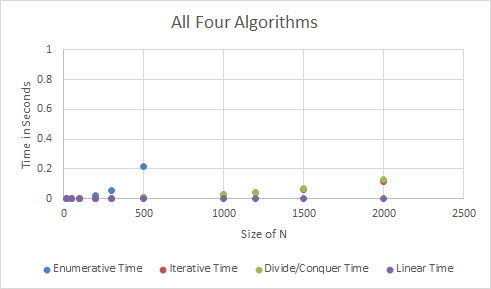 All Four Algorithms
Time in Seconds
1
0.8
0.6
0.4
0.2
0
0 500 1000 1500 2000 2500
Size of N
Enumerative Time Iterative Time Divide/Conquer Time Linear Time